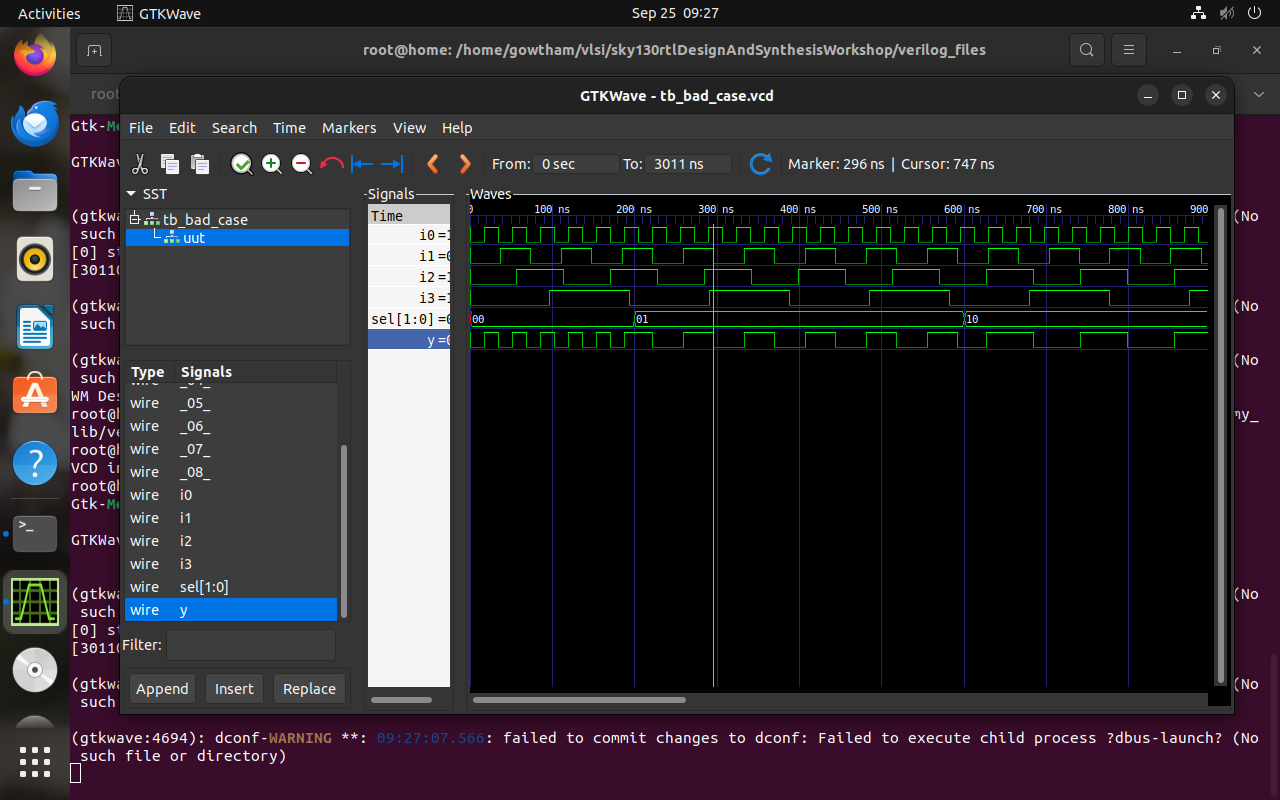 Activities
GTKWave
Sep 25 09:27
root@home: /home/gowtham/vlsi/sky130rtlDesignAndSynthesisWorkshop/verilog_files
GTKWave - tb_bad_case.vcd
File Edit Search Time Markers View Help
From: 0 sec To: 3011 ns Marker: 296 ns | Cursor: 747 ns
SST
tb_bad_case
uut
Type Signals
wire _05_
wire _06_
wire _07_
wire _08_
wire i0
wire i1
wire i2
wire i3
wire sel[1:0]
wire y
Filter:
Append Insert Replace
Signals
Time
i0 =1
i1 =0
i2 =1
i3 =1
sel[1:0] =0
y =0
Waves
0 100 ns 200 ns 300 ns 400 ns 500 ns 600 ns 700 ns 800 ns 900
00 01 10
root
Gtk-
GTKWav
(gtkwa (No
such
[0] st
[30110
(gtkwa (No
such
(gtkwa (No
such
WM Des
root@h my_
lib/ve
root@h
VCD in
root@h
Gtk-
GTKWav
(gtkwa (No
such
[0] st
[30110
(gtkwa (No
such
(gtkwave:4694): dconf-WARNING **: 09:27:07.566: failed to commit changes to dconf: Failed to execute child process ?dbus-launch? (No
such file or directory)